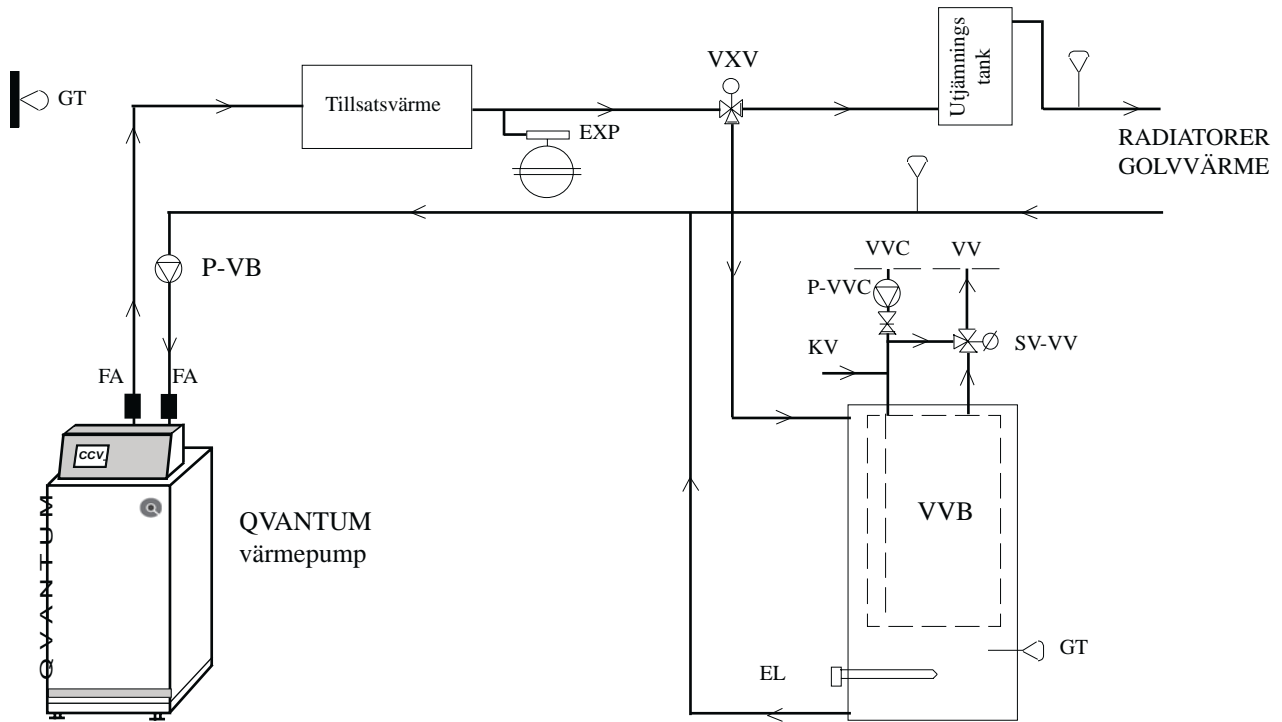 GT
Tillsatsvärme
EXP
VXV
Utjämnings
tank
RADIATORER
GOLVVÄRME
P-VB
VVC
VV
P-VVC
SV-VV
KV
FA
FA
CCV
QVANTUM
QVANTUM
värmepump
VVB
GT
EL